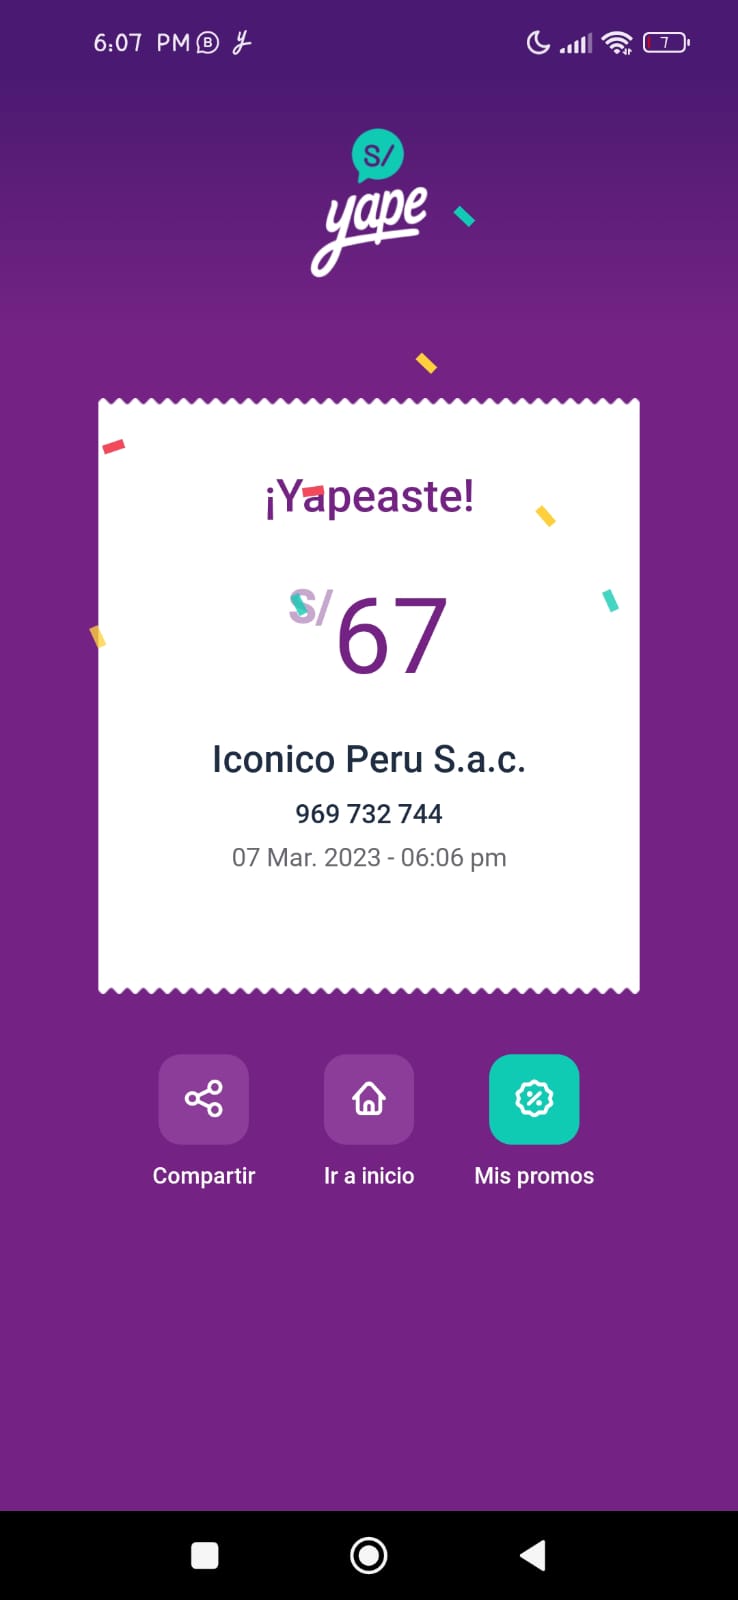 6:07 PM
7
S/
yape
¡Yapeaste!
S/ 67
Iconico Peru S.a.c.
969 732 744
07 Mar. 2023 - 06:06 pm
Compartir
Ir a inicio
Mis promos